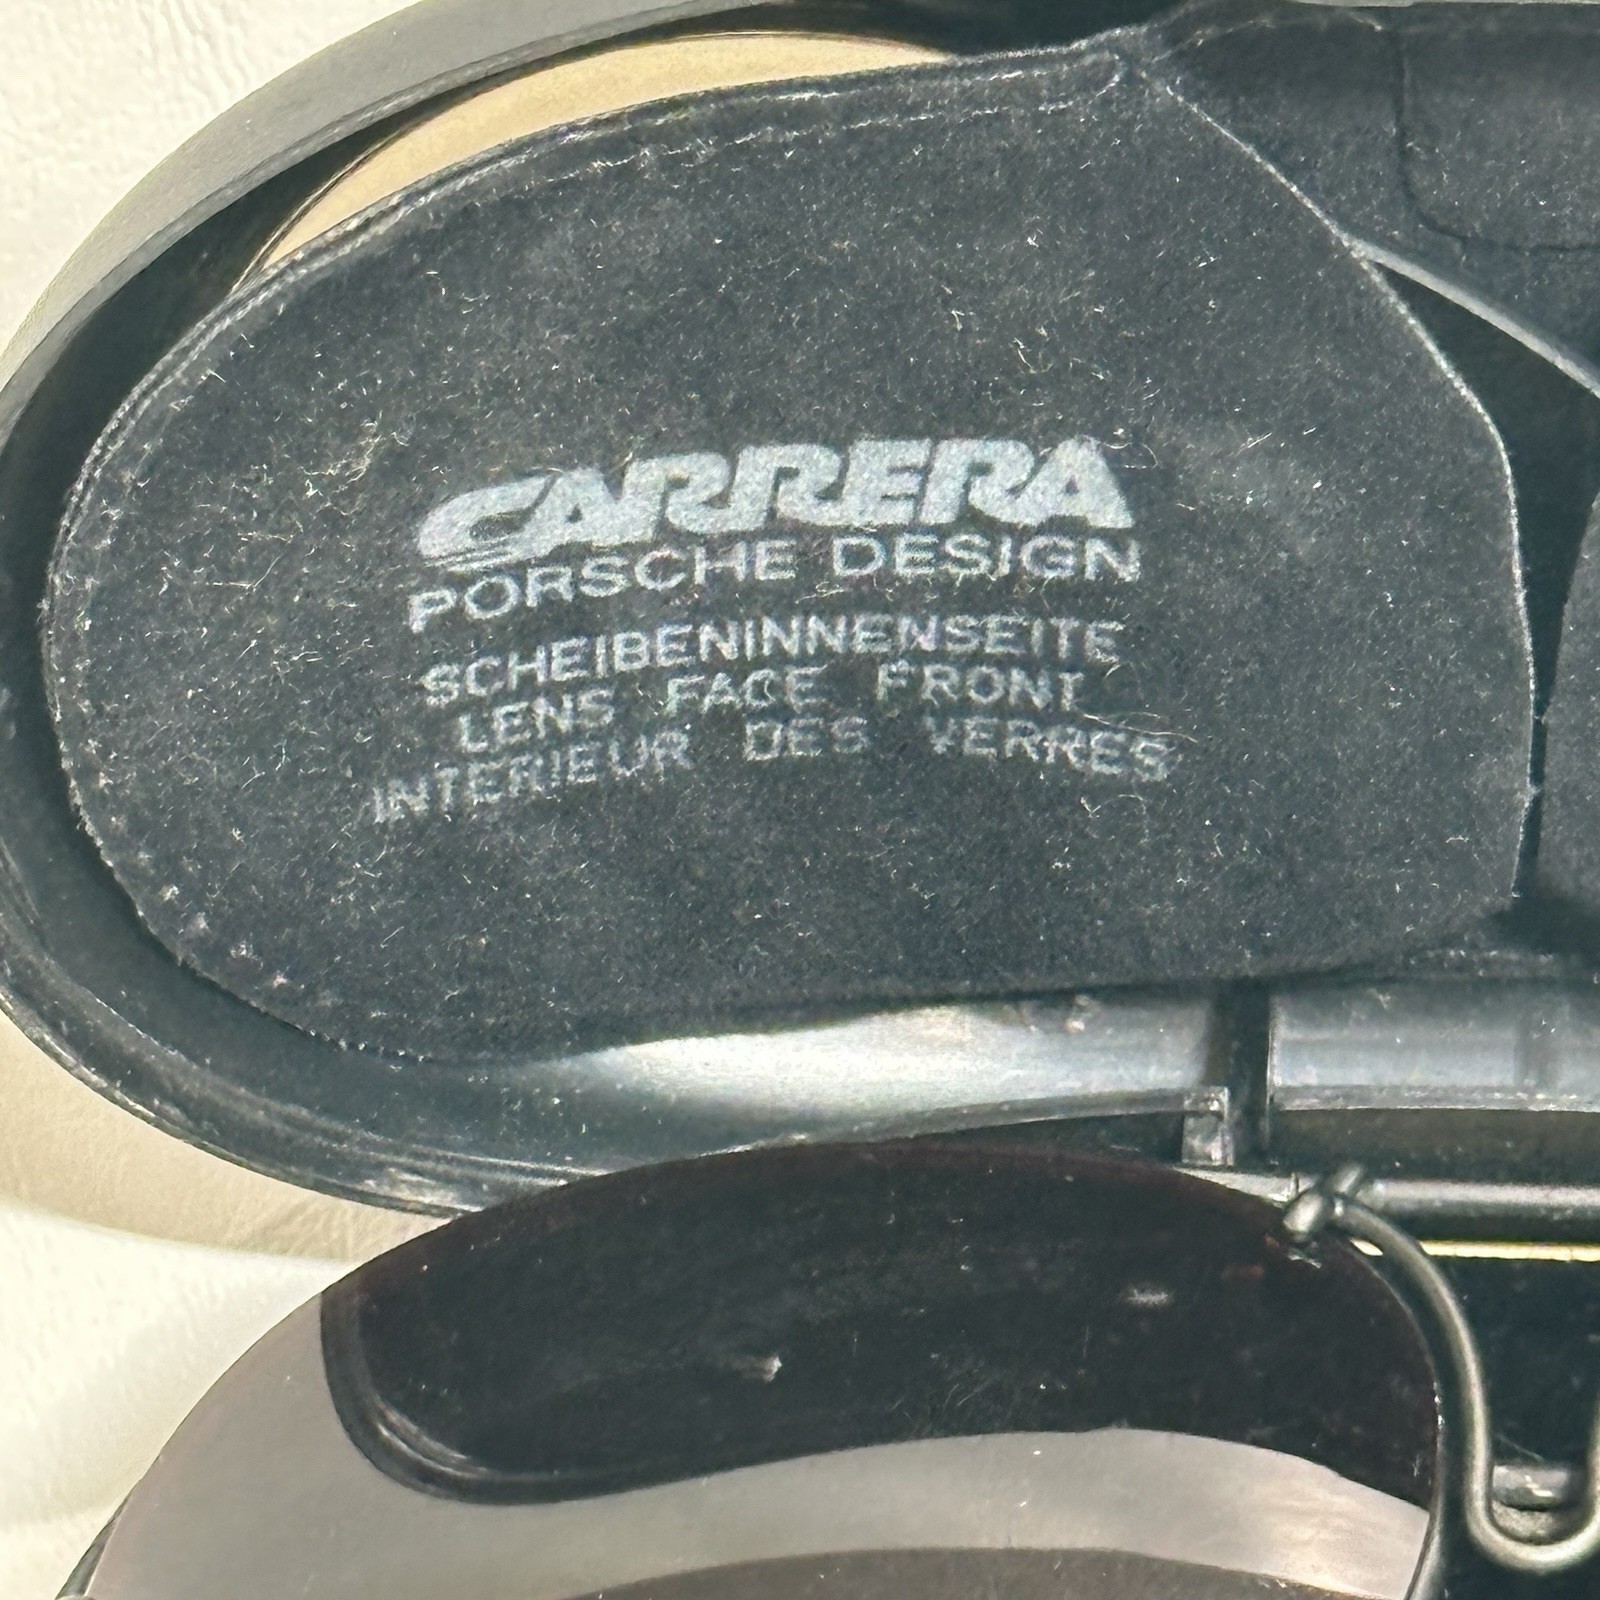 CARRERA
PORSCHE DESIGN
SCHEIBENINNENSEITE
LENS FACE FRONT
INTERIEUR DES VERRES